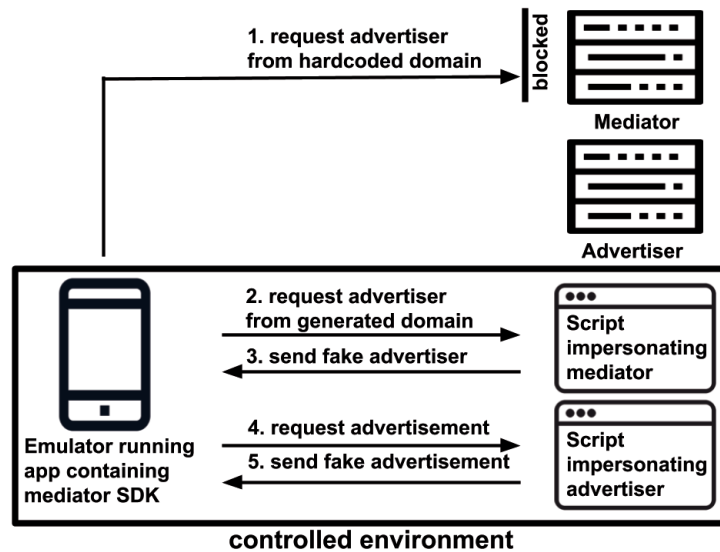 1. request advertiser
from hardcoded domain
blocked
Mediator
Advertiser
2. request advertiser
from generated domain
3. send fake advertiser
Script
impersonating
mediator
4. request advertisement
5. send fake advertisement
Script
impersonating
advertiser
Emulator running
app containing
mediator SDK
controlled environment